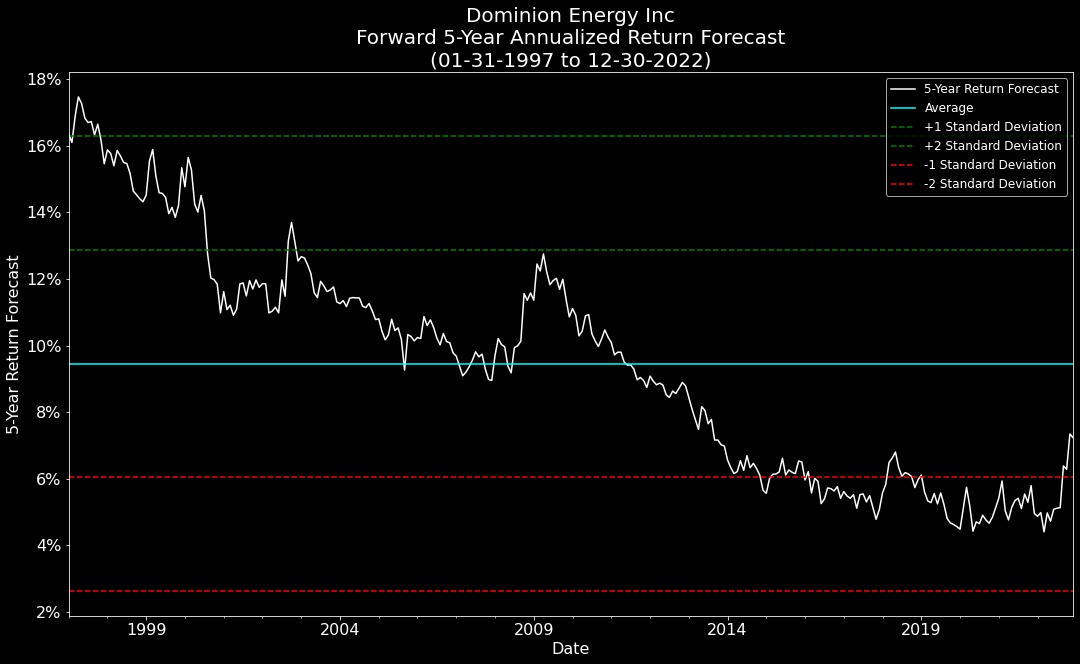 Dominion Energy Inc
Forward 5-Year Annualized Return Forecast
(01-31-1997 to 12-30-2022)
5-Year Return Forecast
Average
+1 Standard Deviation
+2 Standard Deviation
-1 Standard Deviation
-2 Standard Deviation
5-Year Return Forecast
18%
16%
14%
12%
10%
8%
6%
4%
2%
1999 2004 2009 2014 2019
Date